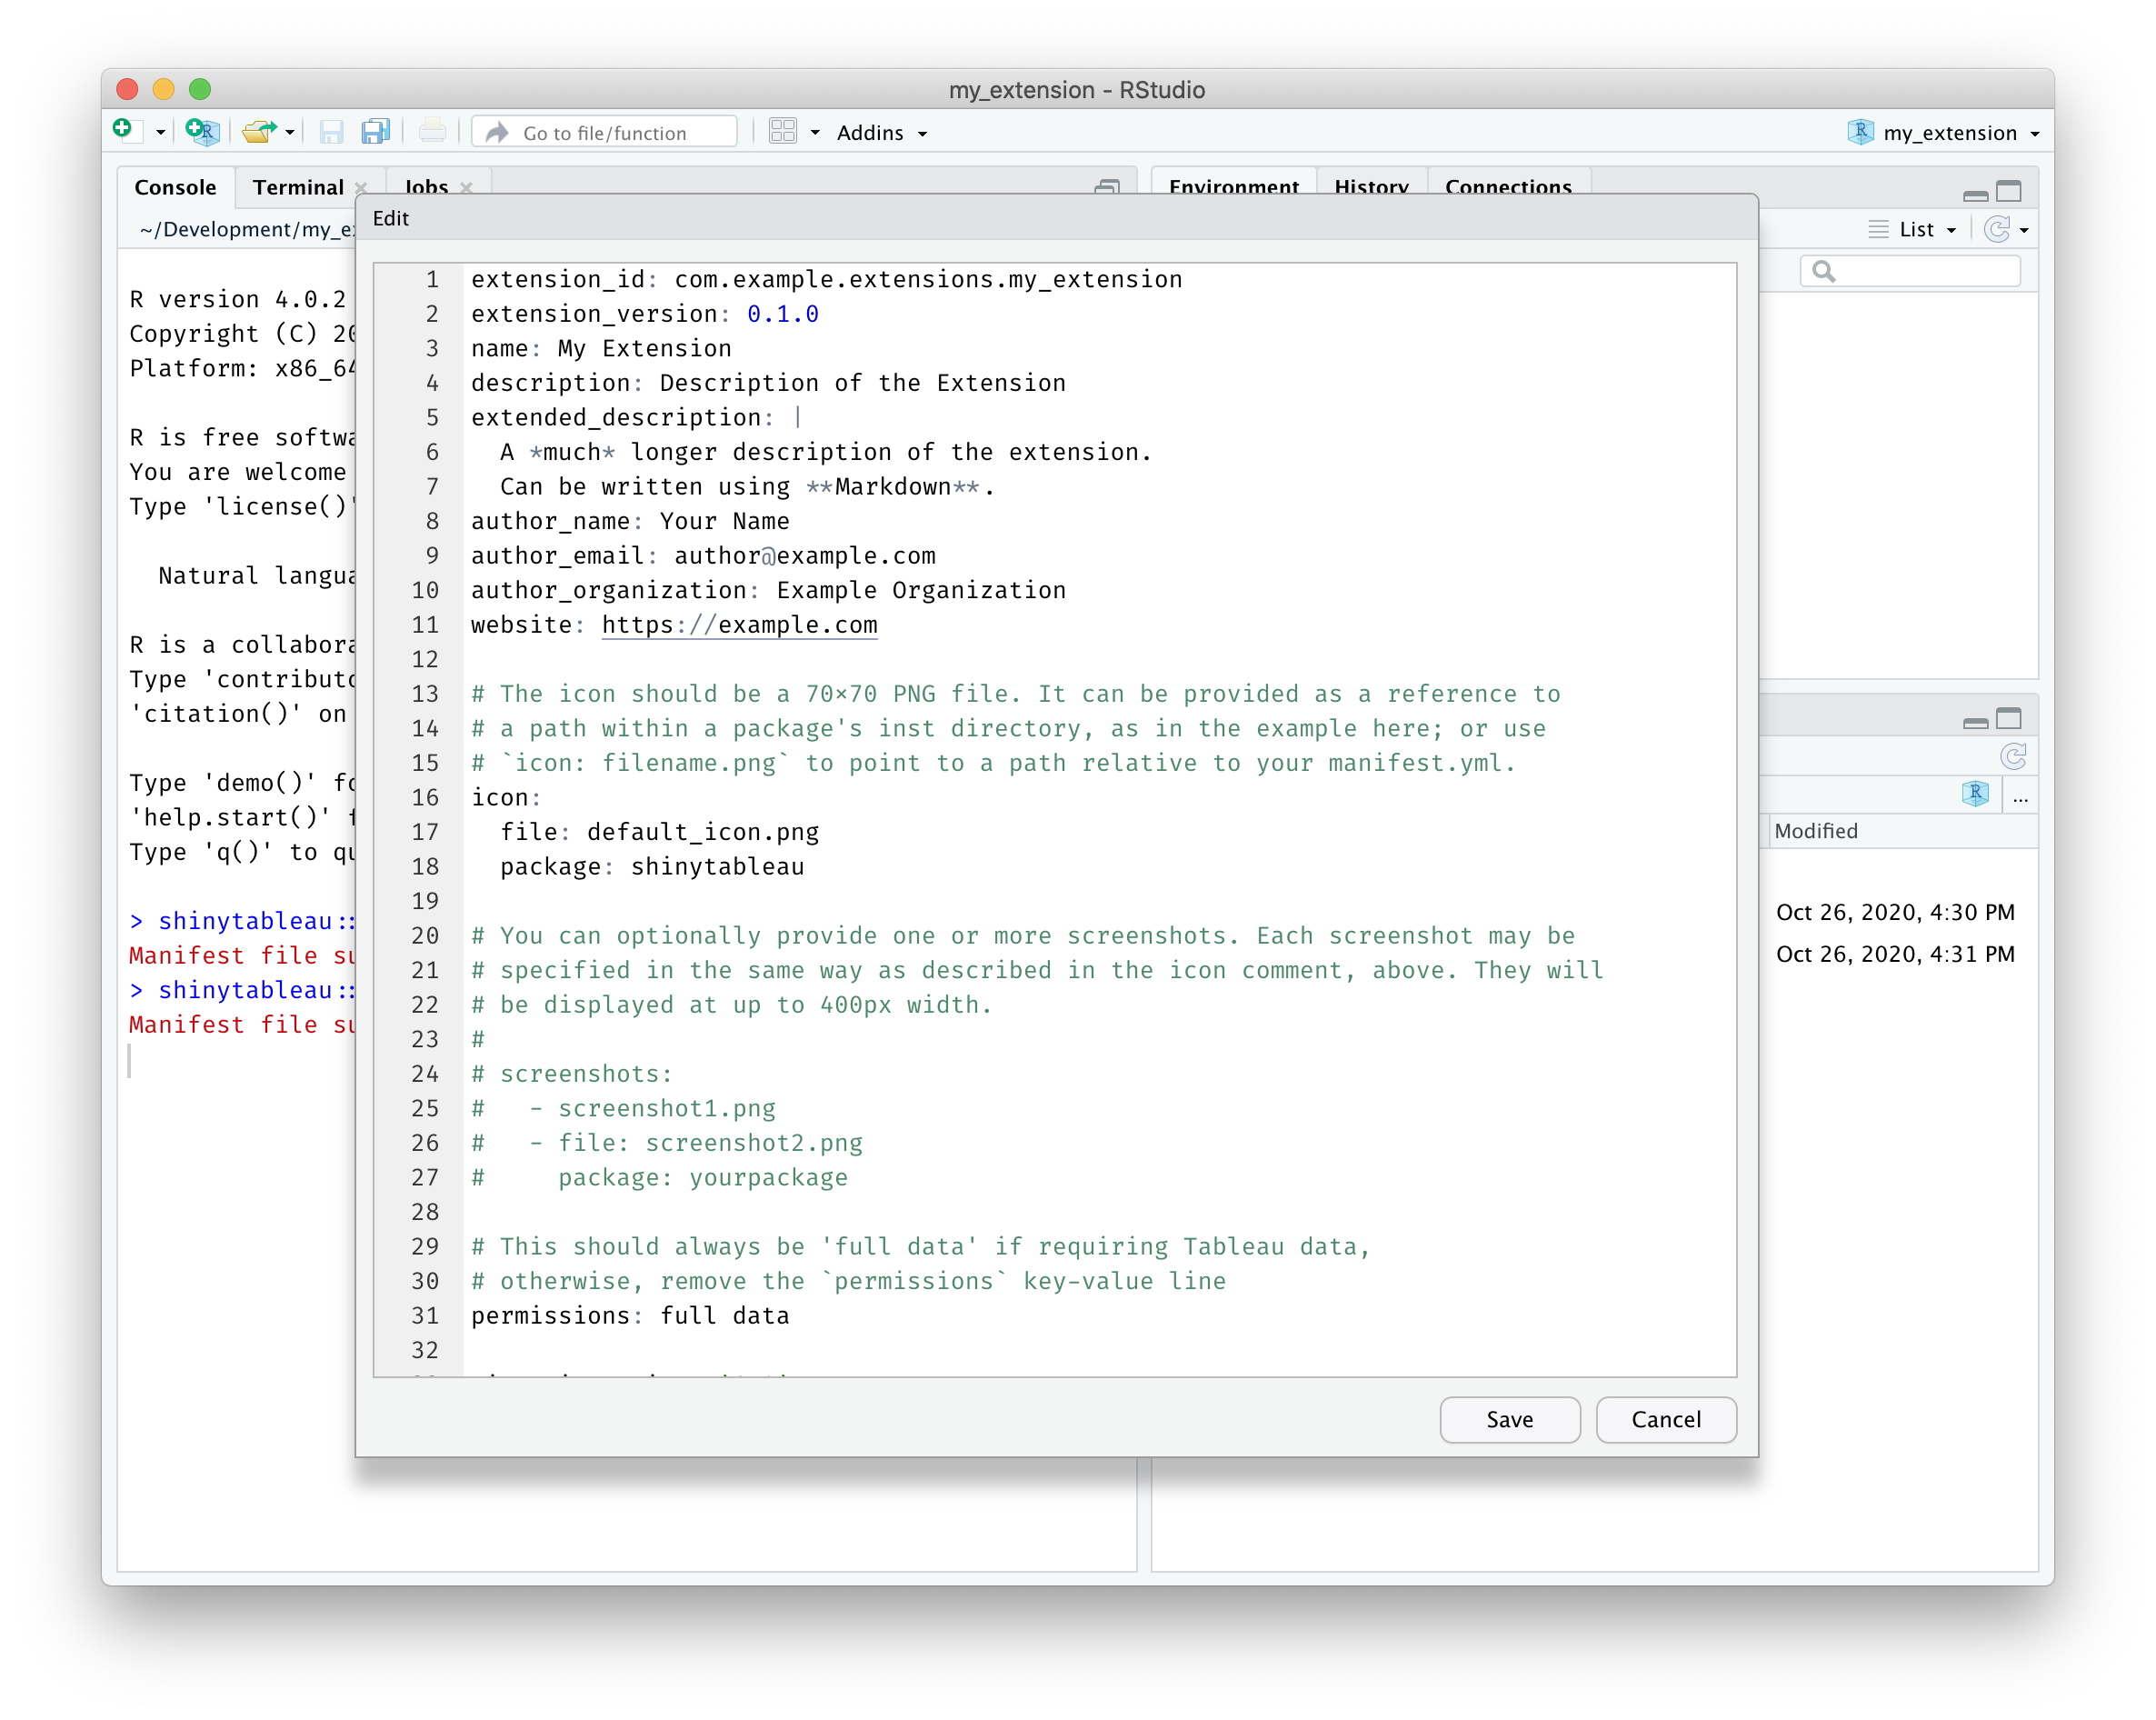 my_extension - RStudio
Go to file/function
Addins
my_extension
Console Terminal Jobs
Environment History Connections
~/Development/my_e
List
R version 4.0.2
Copyright (C) 20
Platform: x86_64
R is free softwa
You are welcome
Type 'license()'
Natural langua
R is a collabora
Type 'contributo
'citation()' on
Type 'demo()' fo
'help.start()' f
Type 'q()' to qu
> shinytableau::
Manifest file su
> shinytableau::
Manifest file su
Edit
1 extension_id: com.example.extensions.my_extension
2 extension_version: 0.1.0
3 name: My Extension
4 description: Description of the Extension
5 extended_description: |
6 A *much* longer description of the extension.
7 Can be written using **Markdown**.
8 author_name: Your Name
9 author_email: author@example.com
10 author_organization: Example Organization
11 website: https://example.com
12
13 # The icon should be a 70×70 PNG file. It can be provided as a reference to
14 # a path within a package's inst directory, as in the example here; or use
15 # `icon: filename.png` to point to a path relative to your manifest.yml.
16 icon:
17 file: default_icon.png
18 package: shinytableau
19
20 # You can optionally provide one or more screenshots. Each screenshot may be
21 # specified in the same way as described in the icon comment, above. They will
22 # be displayed at up to 400px width.
23 #
24 # screenshots:
25 # - screenshot1.png
26 # - file: screenshot2.png
27 # package: yourpackage
28
29 # This should always be 'full data' if requiring Tableau data,
30 # otherwise, remove the `permissions` key-value line
31 permissions: full data
32
Save Cancel
...
Modified
Oct 26, 2020, 4:30 PM
Oct 26, 2020, 4:31 PM